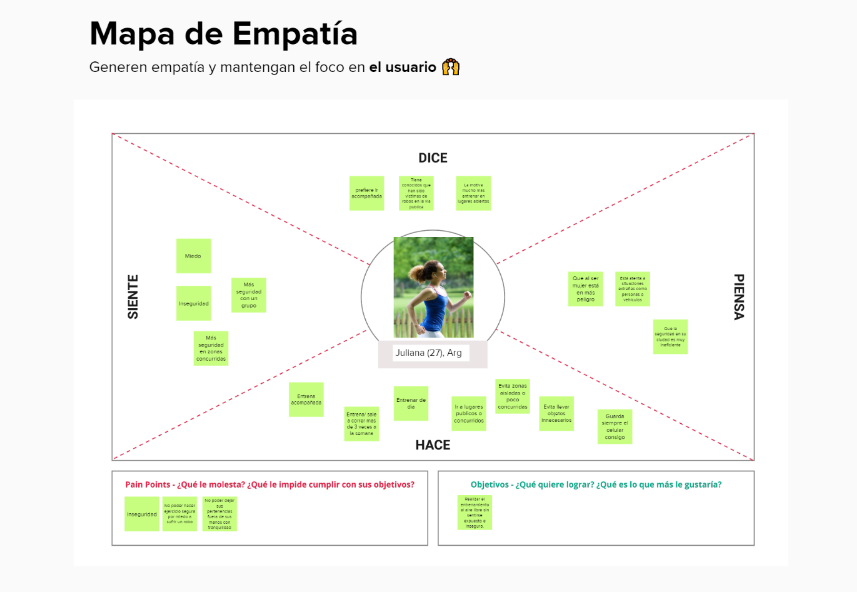 Mapa de Empatía
Generen empatía y mantengan el foco en el usuario
DICE
prefiere ir
acompañada
Tiene
conocidos que
han sido
víctimas de
robos en la vía
pública
La motiva
mucho más
entrenar en
lugares abiertos
SIENTE
Miedo
Inseguridad
Más
seguridad
con un
grupo
Más
seguridad
en zonas
concurridas
PIENSA
Que al ser
mujer está
en más
peligro
Está atenta a
situaciones
extrañas como
personas o
vehículos
Que la
seguridad en su
ciudad es muy
ineficiente
Juliana (27), Arg
Entrena
acompañada
Entrenar sale
a correr más
de 3 veces a
la semana
Entrenar de
día
Ir a lugares
publicos o
concurridos
Evita zonas
aisladas o
poco
concurridas
Evita llevar
objetos
innecesarios
Guarda
siempre el
celular
consigo
HACE
Pain Points - ¿Qué le molesta? ¿Qué le impide cumplir con sus objetivos?
Inseguridad
No poder hacer
ejercicio segura
por miedo a
sufrir un robo
No poder dejar
sus
pertenencias
fuera de sus
manos con
tranquilidad
Objetivos - ¿Qué quiere lograr? ¿Qué es lo que más le gustaría?
Realizar el
entrenamiento
al aire libre sin
sentirse
expuesto a
inseguro.